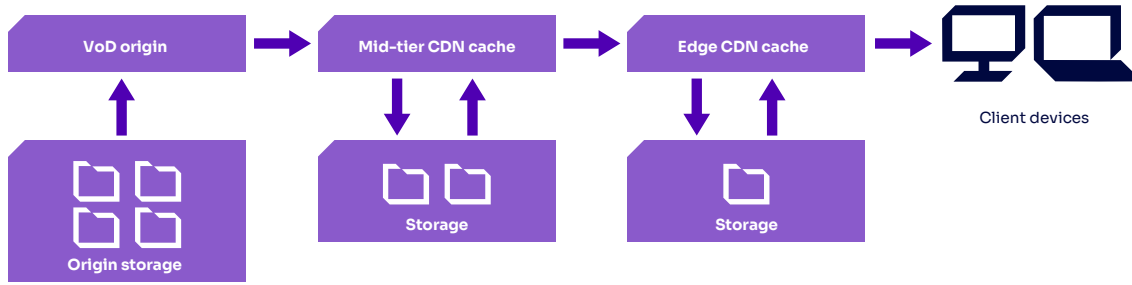 VoD origin
Mid-tier CDN cache
Edge CDN cache
Client devices
Origin storage
Storage
Storage